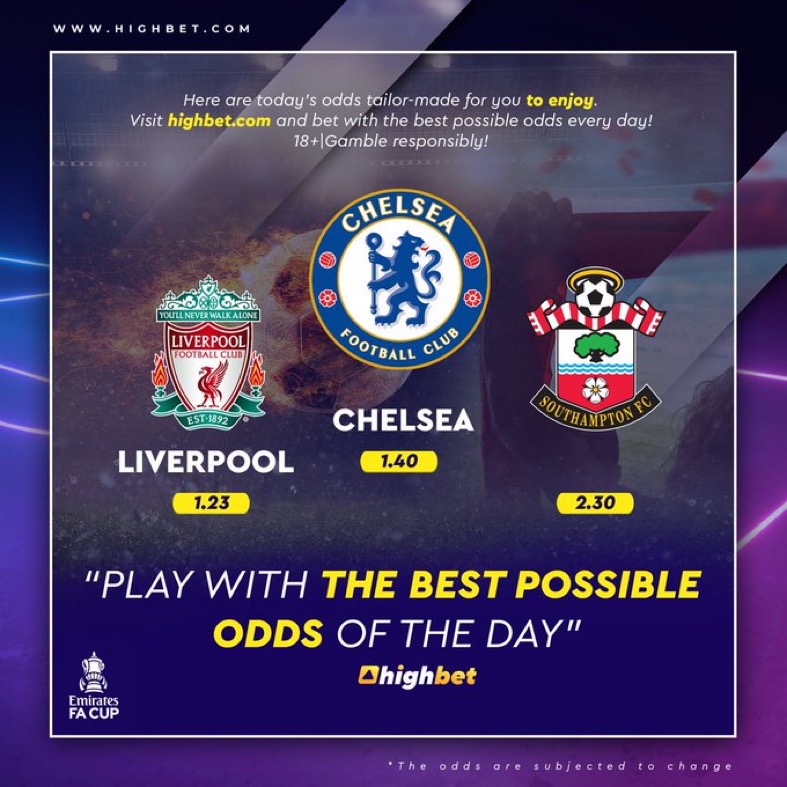 WWW.HIGHBET.COM
Here are today's odds tailor-made for you to enjoy.
Visit highbet.com and bet with the best possible odds every day!
18+|Gamble responsibly!
CHELSEA
FOOTBALL CLUB
YOU'LL NEVER WALK ALONE
LIVERPOOL
FOOTBALL CLUB
EST·1892
SOUTHAMPTON FC
CHELSEA
1.40
LIVERPOOL
1.23
2.30
"PLAY WITH THE BEST POSSIBLE
ODDS OF THE DAY"
highbet
Emirates
FA CUP
*The odds are subjected to change